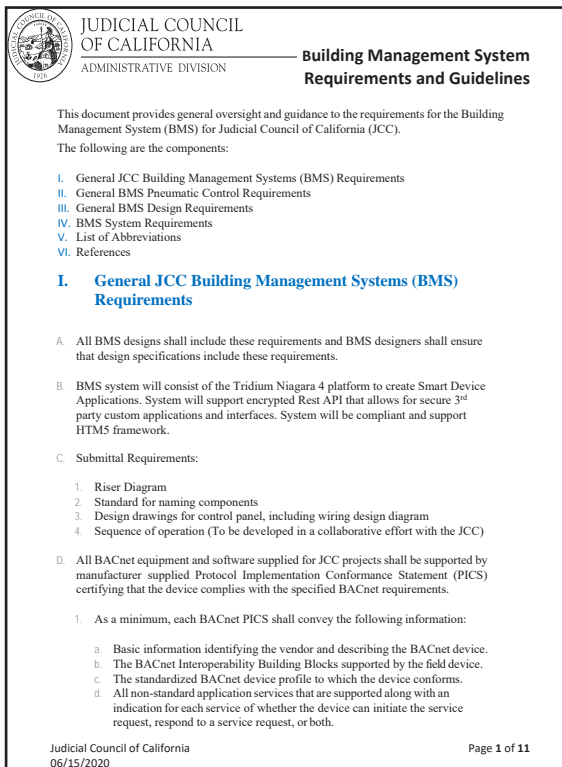 JUDICIAL COUNCIL
OF CALIFORNIA
ADMINISTRATIVE DIVISION
Building Management System
Requirements and Guidelines
This document provides general oversight and guidance to the requirements for the Building
Management System (BMS) for Judicial Council of California (JCC).
The following are the components:
I. General JCC Building Management Systems (BMS) Requirements
II. General BMS Pneumatic Control Requirements
III. General BMS Design Requirements
IV. BMS System Requirements
V. List of Abbreviations
VI. References
I. General JCC Building Management Systems (BMS)
Requirements
A. All BMS designs shall include these requirements and BMS designers shall ensure
that design specifications include these requirements.
B. BMS system will consist of the Tridium Niagara 4 platform to create Smart Device
Applications. System will support encrypted Rest API that allows for secure 3rd
party custom applications and interfaces. System will be compliant and support
HTM5 framework.
C. Submittal Requirements:
1. Riser Diagram
2. Standard for naming components
3. Design drawings for control panel, including wiring design diagram
4. Sequence of operation (To be developed in a collaborative effort with the JCC)
D. All BACnet equipment and software supplied for JCC projects shall be supported by
manufacturer supplied Protocol Implementation Conformance Statement (PICS)
certifying that the device complies with the specified BACnet requirements.
1. As a minimum, each BACnet PICS shall convey the following information:
a. Basic information identifying the vendor and describing the BACnet device.
b. The BACnet Interoperability Building Blocks supported by the field device.
c. The standardized BACnet device profile to which the device conforms.
d. All non-standard application services that are supported along with an
indication for each service of whether the device can initiate the service
request, respond to a service request, or both.
Judicial Council of California
06/15/2020
Page 1 of 11
JUDICIAL COUNCIL OF CALIFORNIA
1926